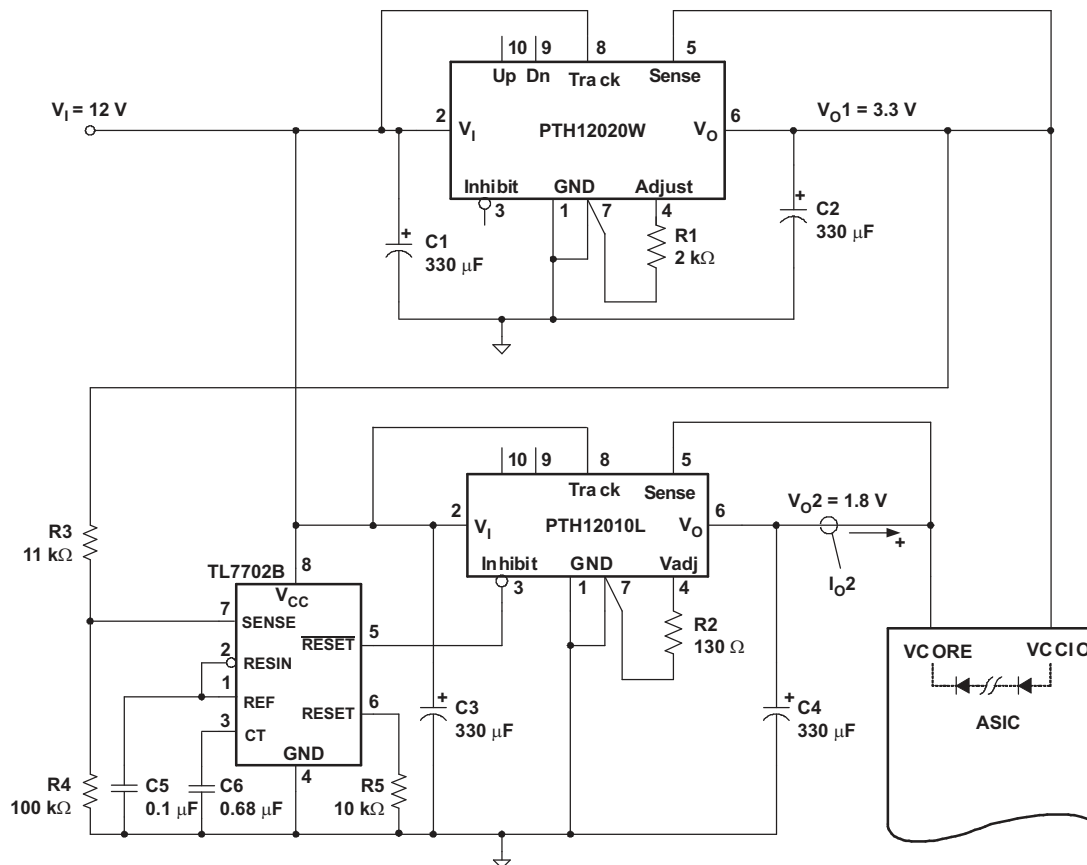 10 9 8 5
Up Dn Track Sense
V_I = 12 V
2 V_I PTH12020W V_O 6
V_O1 = 3.3 V
Inhibit GND Adjust
3 1 7 4
C1
330 µF
R1
2 kΩ
C2
330 µF
10 9 8 5
Track Sense
2 V_I PTH12010L V_O 6
V_O2 = 1.8 V
+
I_O2
Inhibit GND Vadj
3 1 7 4
R2
130 Ω
R3
11 kΩ
TL7702B
8
V_CC
7 SENSE
RESET 5
2 RESIN
1 REF
RESET 6
3 CT
GND
4
R4
100 kΩ
C5
0.1 µF
C6
0.68 µF
R5
10 kΩ
+
C3
330 µF
+
C4
330 µF
VCORE VCCIO
ASIC